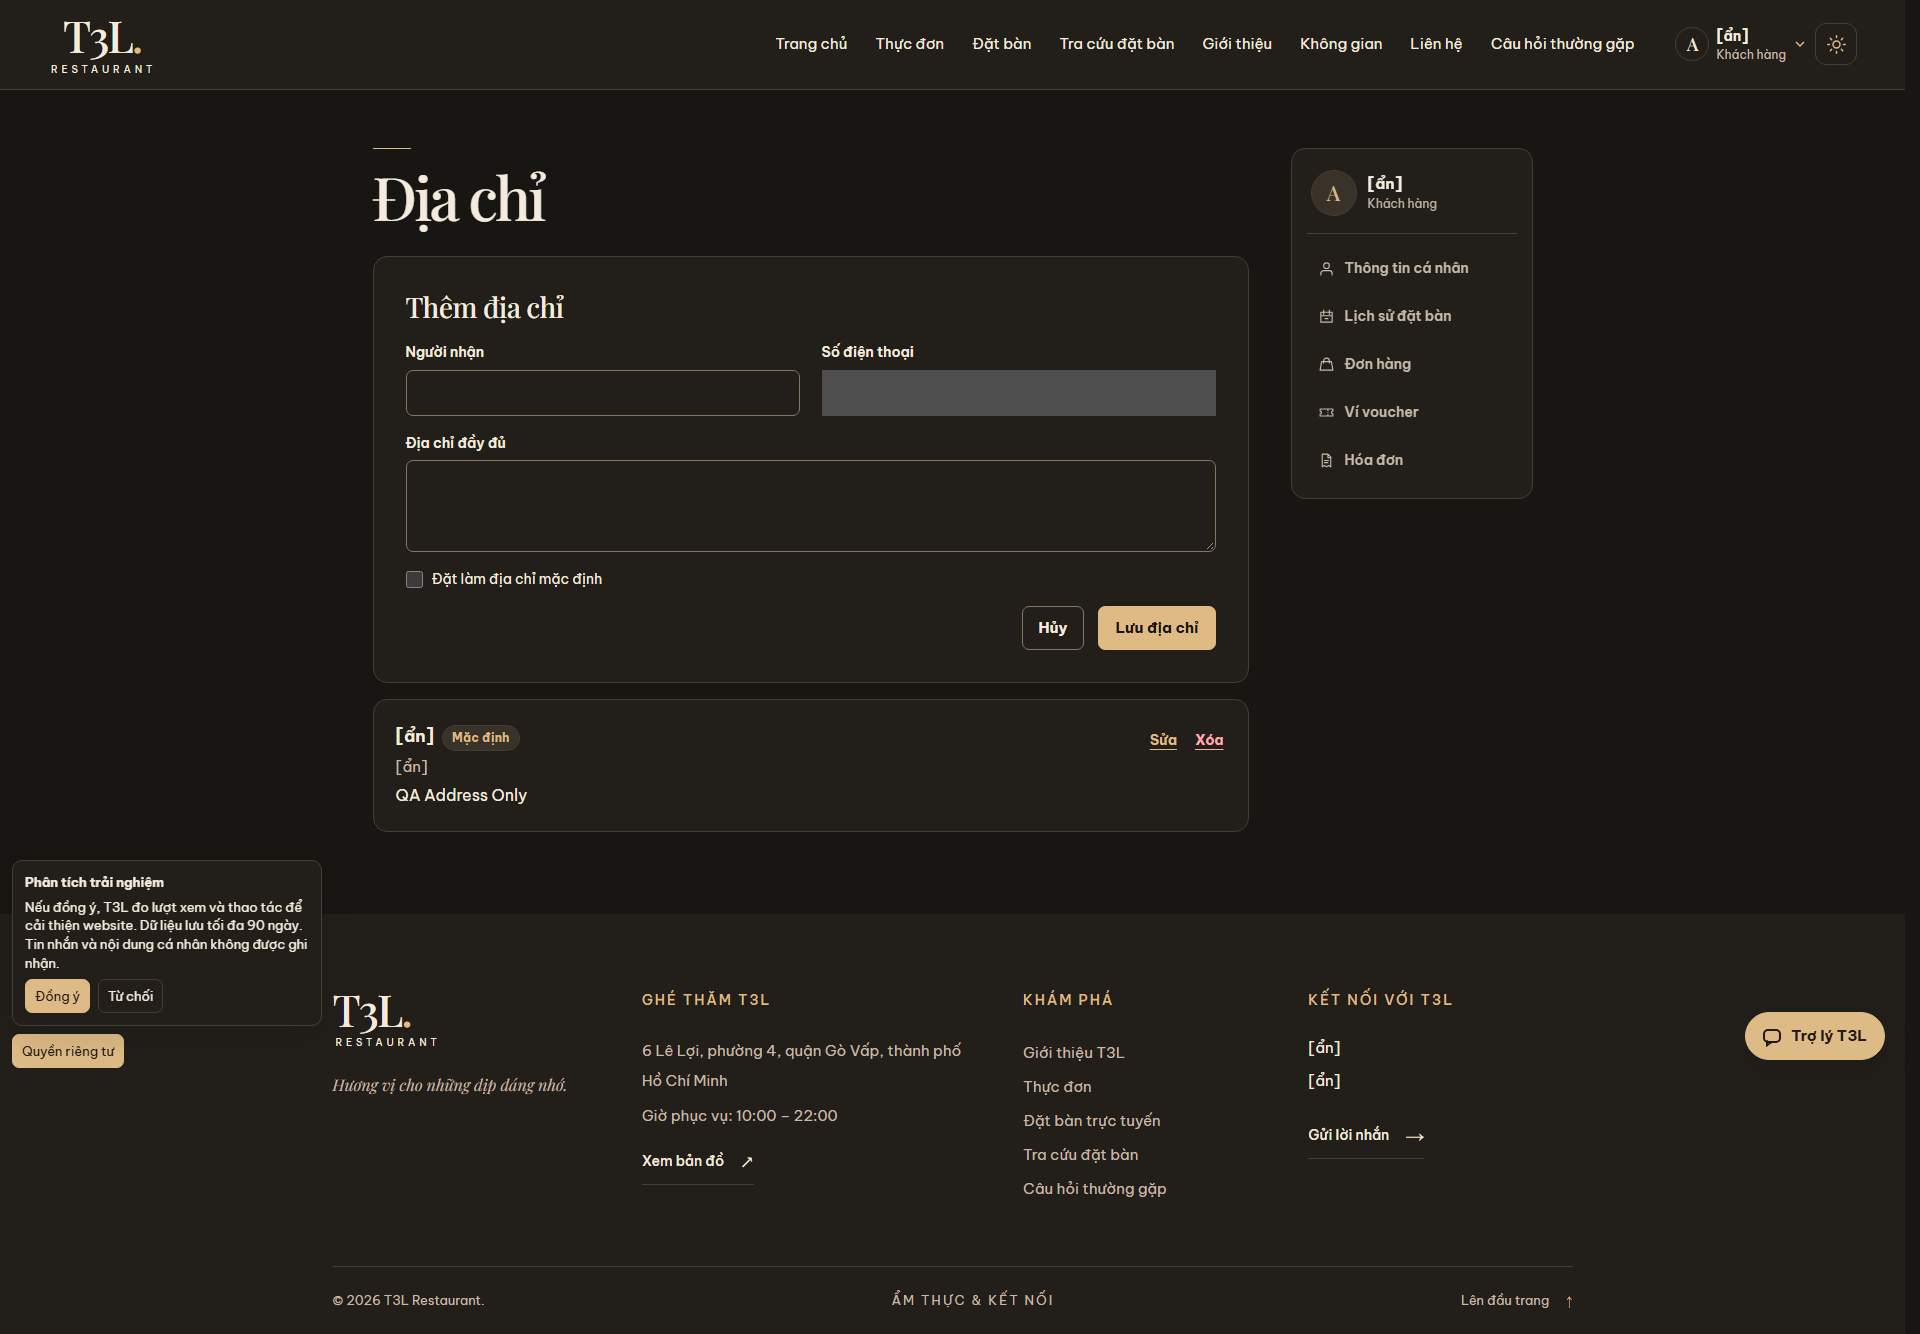 T3L.
RESTAURANT
Trang chủ
Thực đơn
Đặt bàn
Tra cứu đặt bàn
Giới thiệu
Không gian
Liên hệ
Câu hỏi thường gặp
A
[ẩn]
Khách hàng
Địa chỉ
Thêm địa chỉ
Người nhận
Số điện thoại
Địa chỉ đầy đủ
Đặt làm địa chỉ mặc định
Hủy
Lưu địa chỉ
[ẩn]
Mặc định
Sửa
Xóa
[ẩn]
QA Address Only
A
[ẩn]
Khách hàng
Thông tin cá nhân
Lịch sử đặt bàn
Đơn hàng
Ví voucher
Hóa đơn
Phân tích trải nghiệm
Nếu đồng ý, T3L đo lượt xem và thao tác để
cải thiện website. Dữ liệu lưu tối đa 90 ngày.
Tin nhắn và nội dung cá nhân không được ghi
nhận.
Đồng ý
Từ chối
Quyền riêng tư
T3L.
RESTAURANT
Hương vị cho những dịp đáng nhớ.
GHÉ THĂM T3L
6 Lê Lợi, phường 4, quận Gò Vấp, thành phố
Hồ Chí Minh
Giờ phục vụ: 10:00 – 22:00
Xem bản đồ ↗
KHÁM PHÁ
Giới thiệu T3L
Thực đơn
Đặt bàn trực tuyến
Tra cứu đặt bàn
Câu hỏi thường gặp
KẾT NỐI VỚI T3L
[ẩn]
[ẩn]
Gửi lời nhắn →
Trợ lý T3L
© 2026 T3L Restaurant.
ẨM THỰC & KẾT NỐI
Lên đầu trang ↑